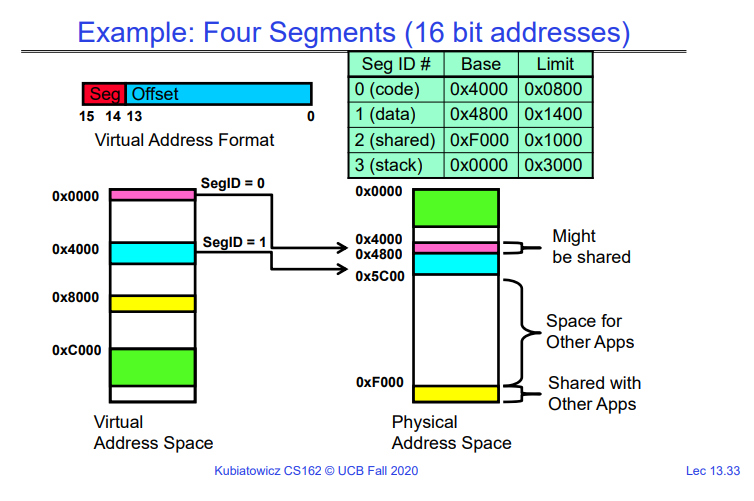 Example: Four Segments (16 bit addresses)
Seg ID # Base Limit
0 (code) 0x4000 0x0800
1 (data) 0x4800 0x1400
2 (shared) 0xF000 0x1000
3 (stack) 0x0000 0x3000
Seg Offset
15 14 13 0
Virtual Address Format
0x0000
SegID = 0
0x4000
SegID = 1
0x8000
0xC000
Virtual
Address Space
0x0000
0x4000
0x4800
0x5C00
0xF000
Physical
Address Space
Might
be shared
Space for
Other Apps
Shared with
Other Apps
Kubiatowicz CS162 © UCB Fall 2020
Lec 13.33